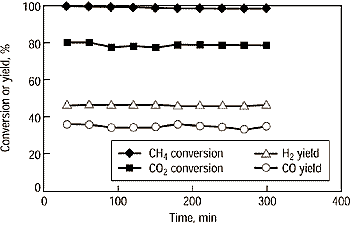 100
80
60
40
20
0
Conversion or yield, %
0
100
200
300
400
Time, min
CH₄ conversion
H₂ yield
CO₂ conversion
CO yield